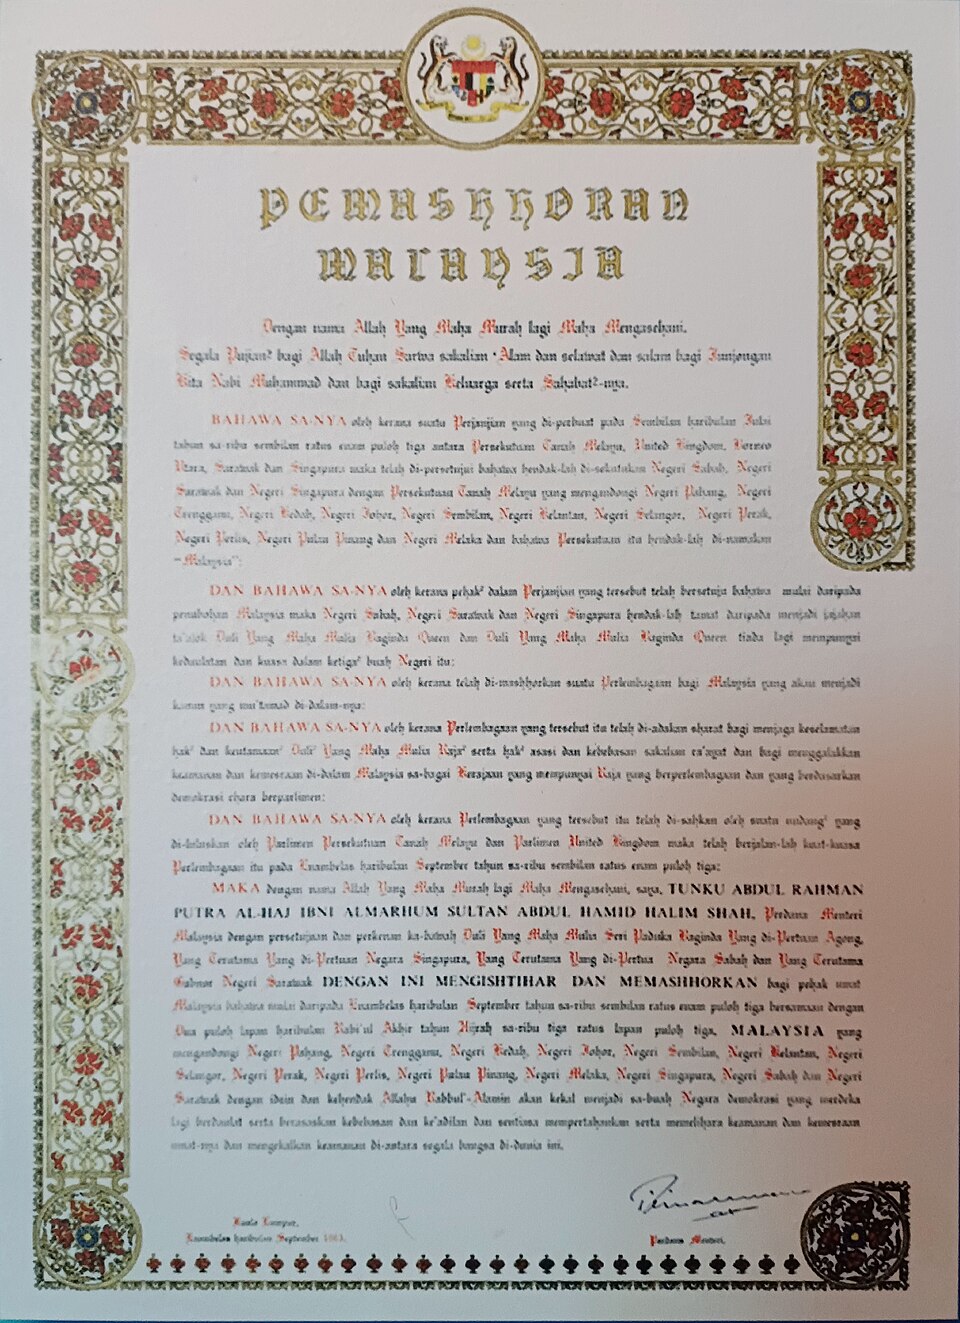 PEMASHHORAN
MALAYSIA
Dengan nama Allah Yang Maha Murah lagi Maha Mengasehani.
Segala Pujian² bagi Allah Tuhan Sarwa sakalian 'Alam dan selawat dan salam bagi Junjongan
Kita Nabi Muhammad dan bagi sakalian Keluarga serta Sahabat²-nya.
BAHAWA SA-NYA oleh kerana suatu Perjanjian yang di-perbuat pada Sembilan haribulan Julai
tahun sa-ribu sembilan ratus enam puloh tiga antara Persekutuan Tanah Melayu, United Kingdom, Borneo
Utara, Sarawak dan Singapura maka telah di-persetujui bahawa hendak-lah di-sekutukan Negeri Sabah, Negeri
Sarawak dan Negeri Singapura dengan Persekutuan Tanah Melayu yang mengandongi Negeri Pahang, Negeri
Trengganu, Negeri Kedah, Negeri Johor, Negeri Sembilan, Negeri Kelantan, Negeri Selangor, Negeri Perak,
Negeri Perlis, Negeri Pulau Pinang dan Negeri Melaka dan bahawa Persekutuan itu hendak-lah di-namakan
"Malaysia":
DAN BAHAWA SA-NYA oleh kerana pehak² dalam Perjanjian yang tersebut telah bersetuju bahawa mulai daripada
penubohan Malaysia maka Negeri Sabah, Negeri Sarawak dan Negeri Singapura hendak-lah tamat daripada menjadi jajahan
ta'alok Duli Yang Maha Mulia Baginda Queen dan Duli Yang Maha Mulia Baginda Queen tiada lagi mempunyai
kedaulatan dan kuasa dalam ketiga² buah Negeri itu:
DAN BAHAWA SA-NYA oleh kerana telah di-mashhorkan suatu Perlembagaan bagi Malaysia yang akan menjadi
kanun yang mu'tamad di-dalam-nya:
DAN BAHAWA SA-NYA oleh kerana Perlembagaan yang tersebut itu telah di-adakan sharat bagi menjaga keselamatan
hak² dan keutamaan² Duli² Yang Maha Mulia Raja² serta hak² asasi dan kebebasan sakalian ra'ayat dan bagi menggalakkan
keamanan dan kemesraan di-dalam Malaysia sa-bagai Kerajaan yang mempunyai Raja yang berperlembagaan dan yang berdasarkan
demokrasi chara berparlimen:
DAN BAHAWA SA-NYA oleh kerana Perlembagaan yang tersebut itu telah di-sahkan oleh suatu undang² yang
di-luluskan oleh Parlimen Persekutuan Tanah Melayu dan Parlimen United Kingdom maka telah berjalan-lah kuat-kuasa
Perlembagaan itu pada Enambelas haribulan September tahun sa-ribu sembilan ratus enam puloh tiga:
MAKA dengan nama Allah Yang Maha Murah lagi Maha Mengasehani, saya, TUNKU ABDUL RAHMAN
PUTRA AL-HAJ IBNI ALMARHUM SULTAN ABDUL HAMID HALIM SHAH, Perdana Menteri
Malaysia dengan persetujuan dan perkenan ka-bawah Duli Yang Maha Mulia Seri Paduka Baginda Yang di-Pertuan Agong,
Yang Terutama Yang di-Pertuan Negara Singapura, Yang Terutama Yang di-Pertua Negara Sabah dan Yang Terutama
Gabnor Negeri Sarawak DENGAN INI MENGISHTIHAR DAN MEMASHHORKAN bagi pehak umat
Malaysia bahawa mulai daripada Enambelas haribulan September tahun sa-ribu sembilan ratus enam puloh tiga bersamaan dengan
Dua puloh lapan haribulan Rabi'ul Akhir tahun Hijrah sa-ribu tiga ratus lapan puloh tiga, MALAYSIA yang
mengandongi Negeri Pahang, Negeri Trengganu, Negeri Kedah, Negeri Johor, Negeri Sembilan, Negeri Kelantan, Negeri
Selangor, Negeri Perak, Negeri Perlis, Negeri Pulau Pinang, Negeri Melaka, Negeri Singapura, Negeri Sabah dan Negeri
Sarawak dengan idzin dan kehendak Allahu Rabbul'-Alamin akan kekal menjadi sa-buah Negara demokrasi yang merdeka
lagi berdaulat serta berasaskan kebebasan dan ke'adilan dan sentiasa mempertahankan serta memelihara keamanan dan kemesraan
umat-nya dan mengekalkan keamanan di-antara segala bangsa di-dunia ini.
Kuala Lumpur,
Enambelas haribulan September 1963.
Perdana Menteri.